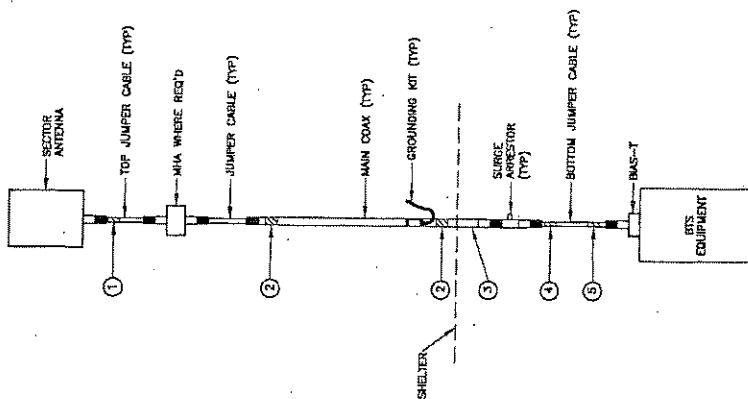 SECTOR
ANTENNA
TOP JUMPER CABLE (TYP)
MHA WHERE REQ'D
JUMPER CABLE (TYP)
MAIN COAX (TYP)
GROUNDING KIT (TYP)
SURGE
ARRESTOR
(TYP)
BOTTOM JUMPER CABLE (TYP)
BIAS-T
BTS
EQUIPMENT
1
2
2
3
4
5
SHELTER